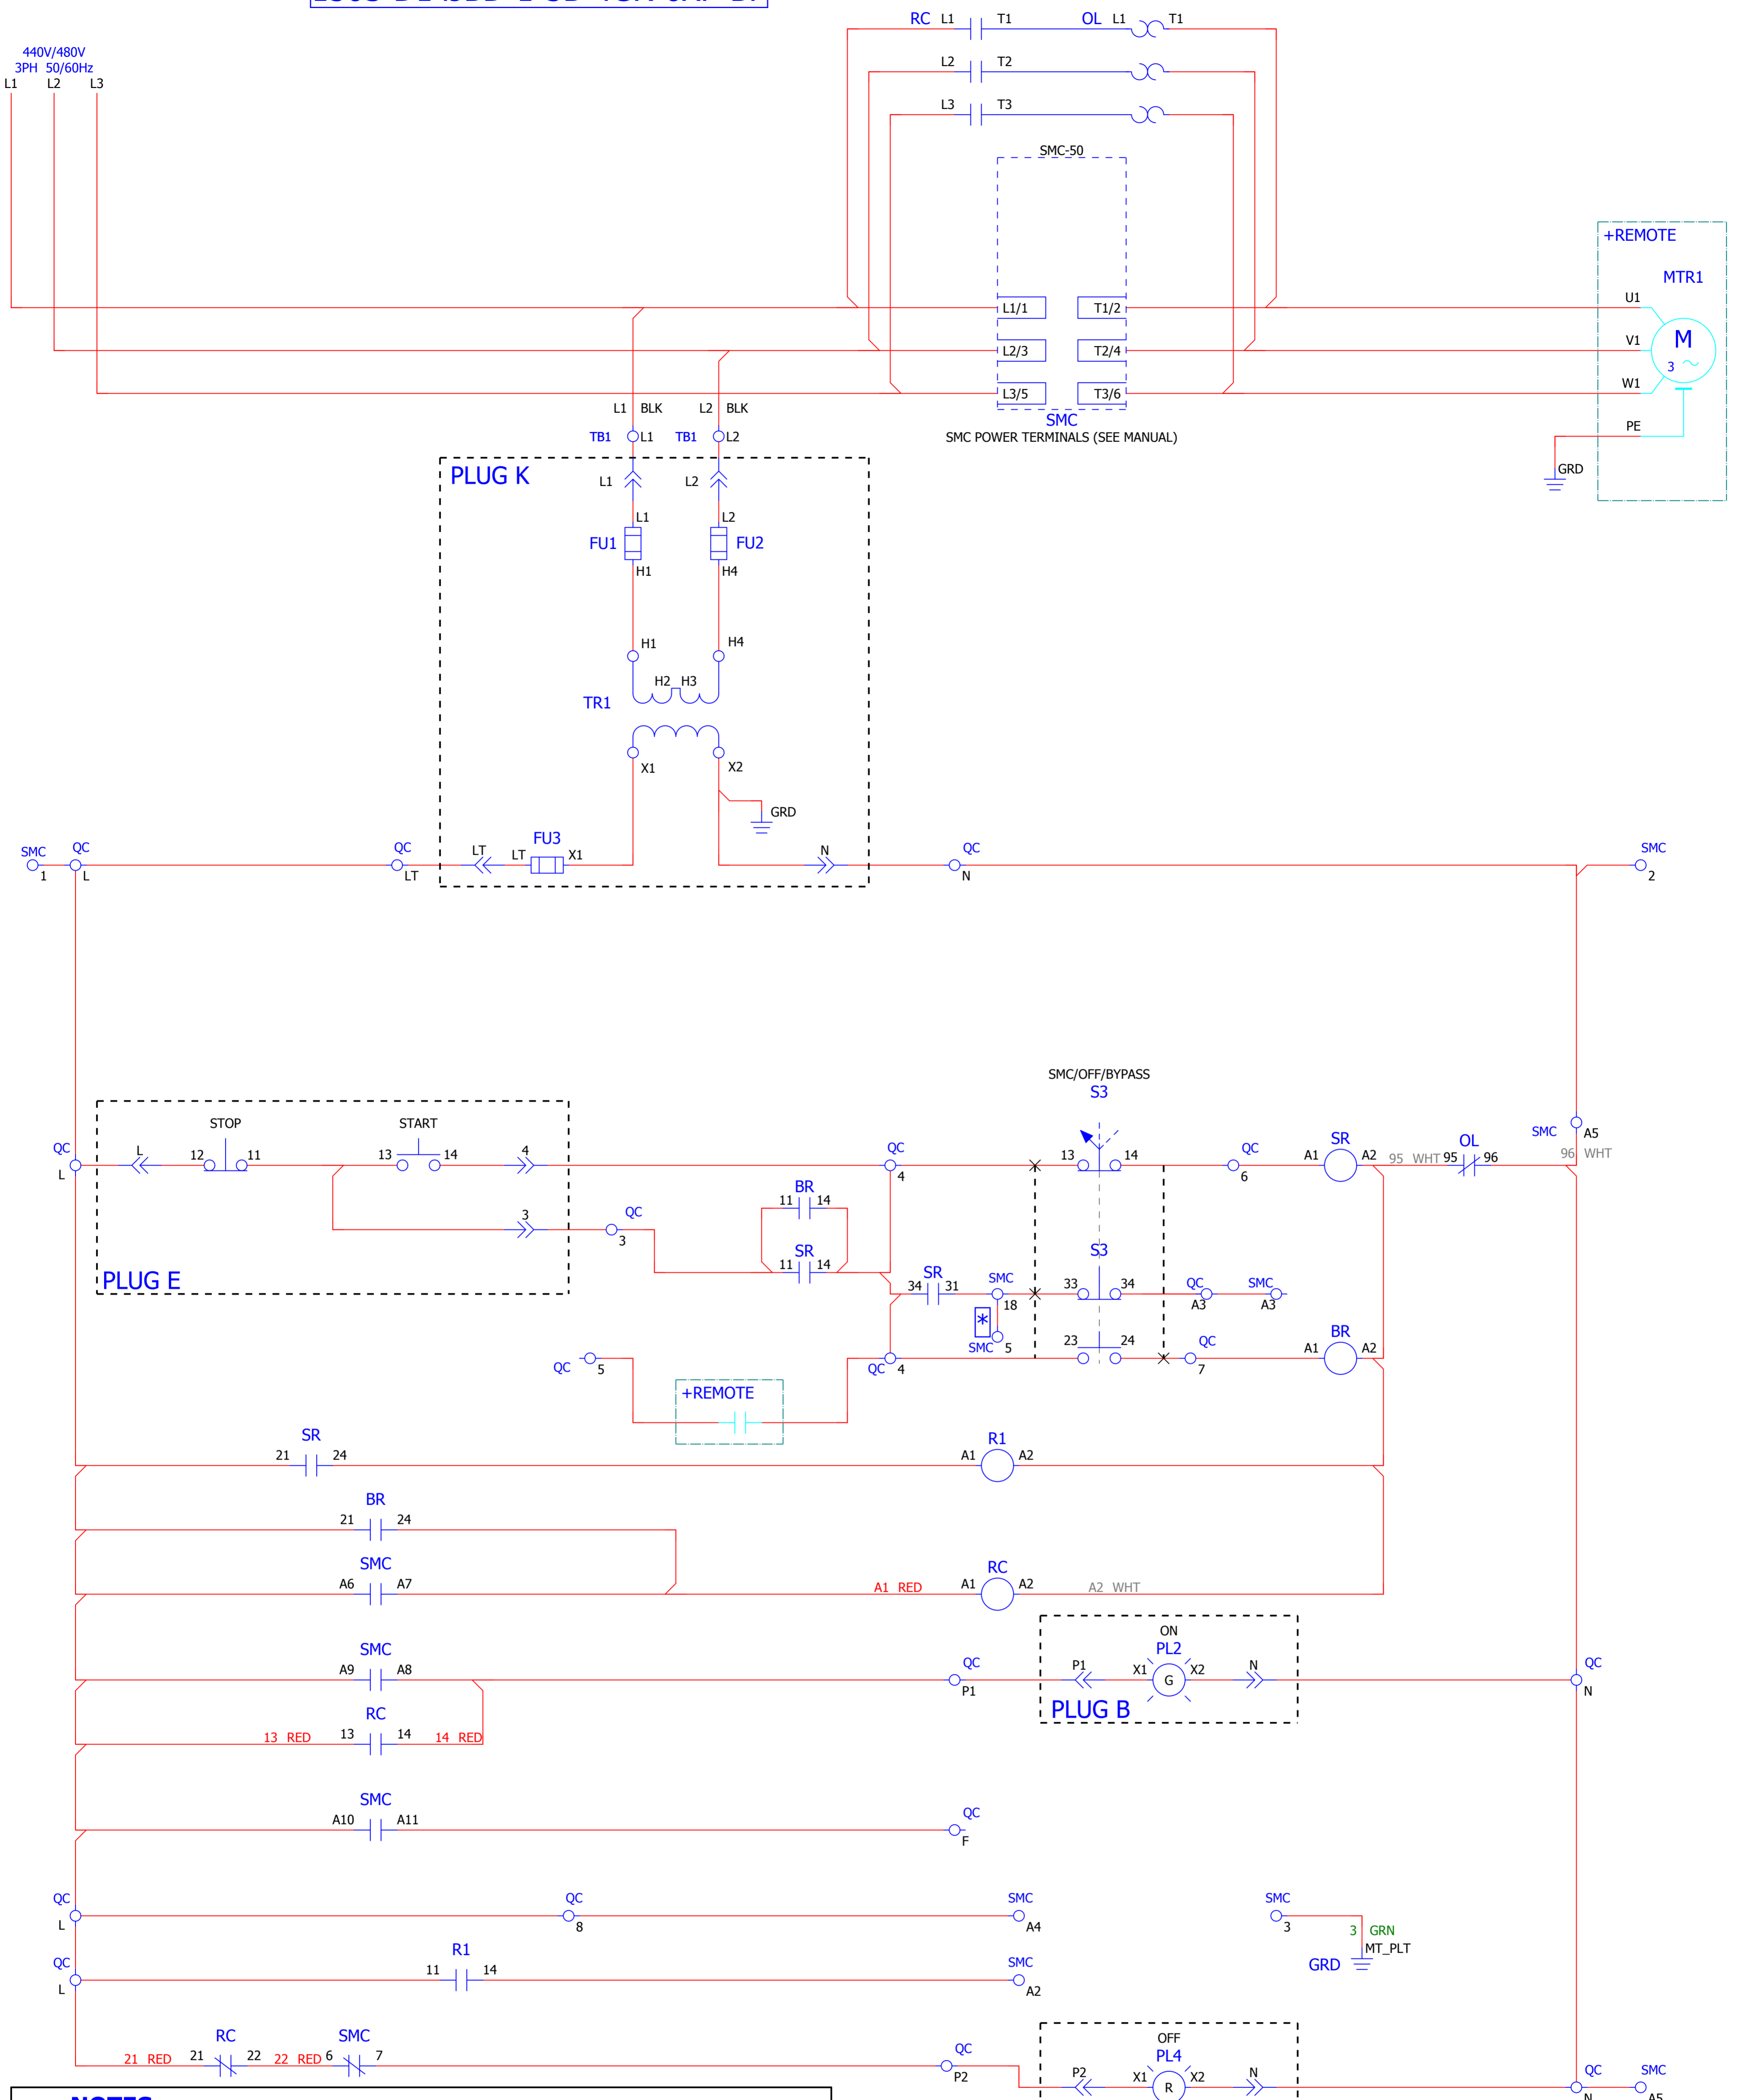 RC L1 T1 OL L1 T1
440V/480V
3PH 50/60Hz
L1 L2 L3
L2 T2
L3 T3
SMC-50
+REMOTE
MTR1
L1/1 T1/2 U1
L2/3 T2/4 V1 M
3
L3/5 T3/6 W1
L1 BLK L2 BLK
SMC
SMC POWER TERMINALS (SEE MANUAL)
PE
TB1 L1 TB1 L2
GRD
PLUG K
L1 L2
L1 L2
FU1 FU2
H1 H4
H1 H4
H2 H3
TR1
X1 X2
GRD
SMC QC QC FU3 QC SMC
LT LT X1 N
1 L LT N 2
SMC/OFF/BYPASS
S3
STOP START
SMC A5
QC L 4 QC SR OL
12 11 13 14 13 14 QC A1 A2 95 WHT 95 96 96 WHT
L 4 6
BR
11 14
3 QC
3
SR
11 14
S3
PLUG E
SR SMC QC SMC
34 31 33 34
18 A3 A3
*
SMC 5
23 24 QC BR
A1 A2
QC 5 QC 4 7
+REMOTE
SR R1
21 24 A1 A2
BR
21 24
SMC RC
A6 A7 A1 RED A1 A2 A2 WHT
ON
SMC QC PL2 QC
A9 A8 P1 X1 X2 N
P1 G N
PLUG B
RC
13 RED 13 14 14 RED
SMC
A10 A11 QC
F
QC QC SMC SMC
L 8 A4 3
3 GRN
MT_PLT
GRD
QC R1 SMC
11 14
L A2
OFF
RC SMC QC PL4
21 RED 21 22 22 RED 6 7
P2 P2 X1 X2 N QC SMC
R N A5